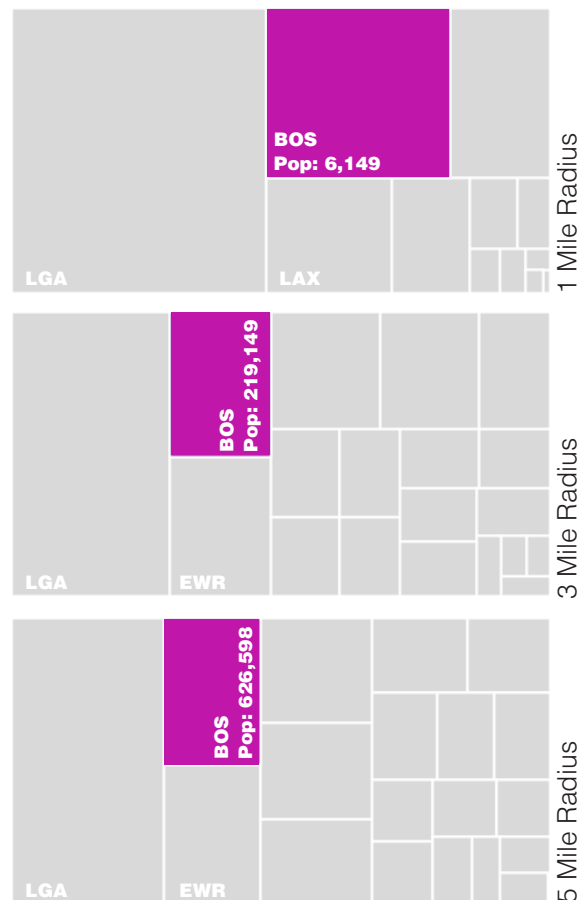 BOS
Pop: 6,149
LGA
LAX
1 Mile Radius
BOS
Pop: 219,149
LGA
EWR
3 Mile Radius
BOS
Pop: 626,598
LGA
EWR
5 Mile Radius